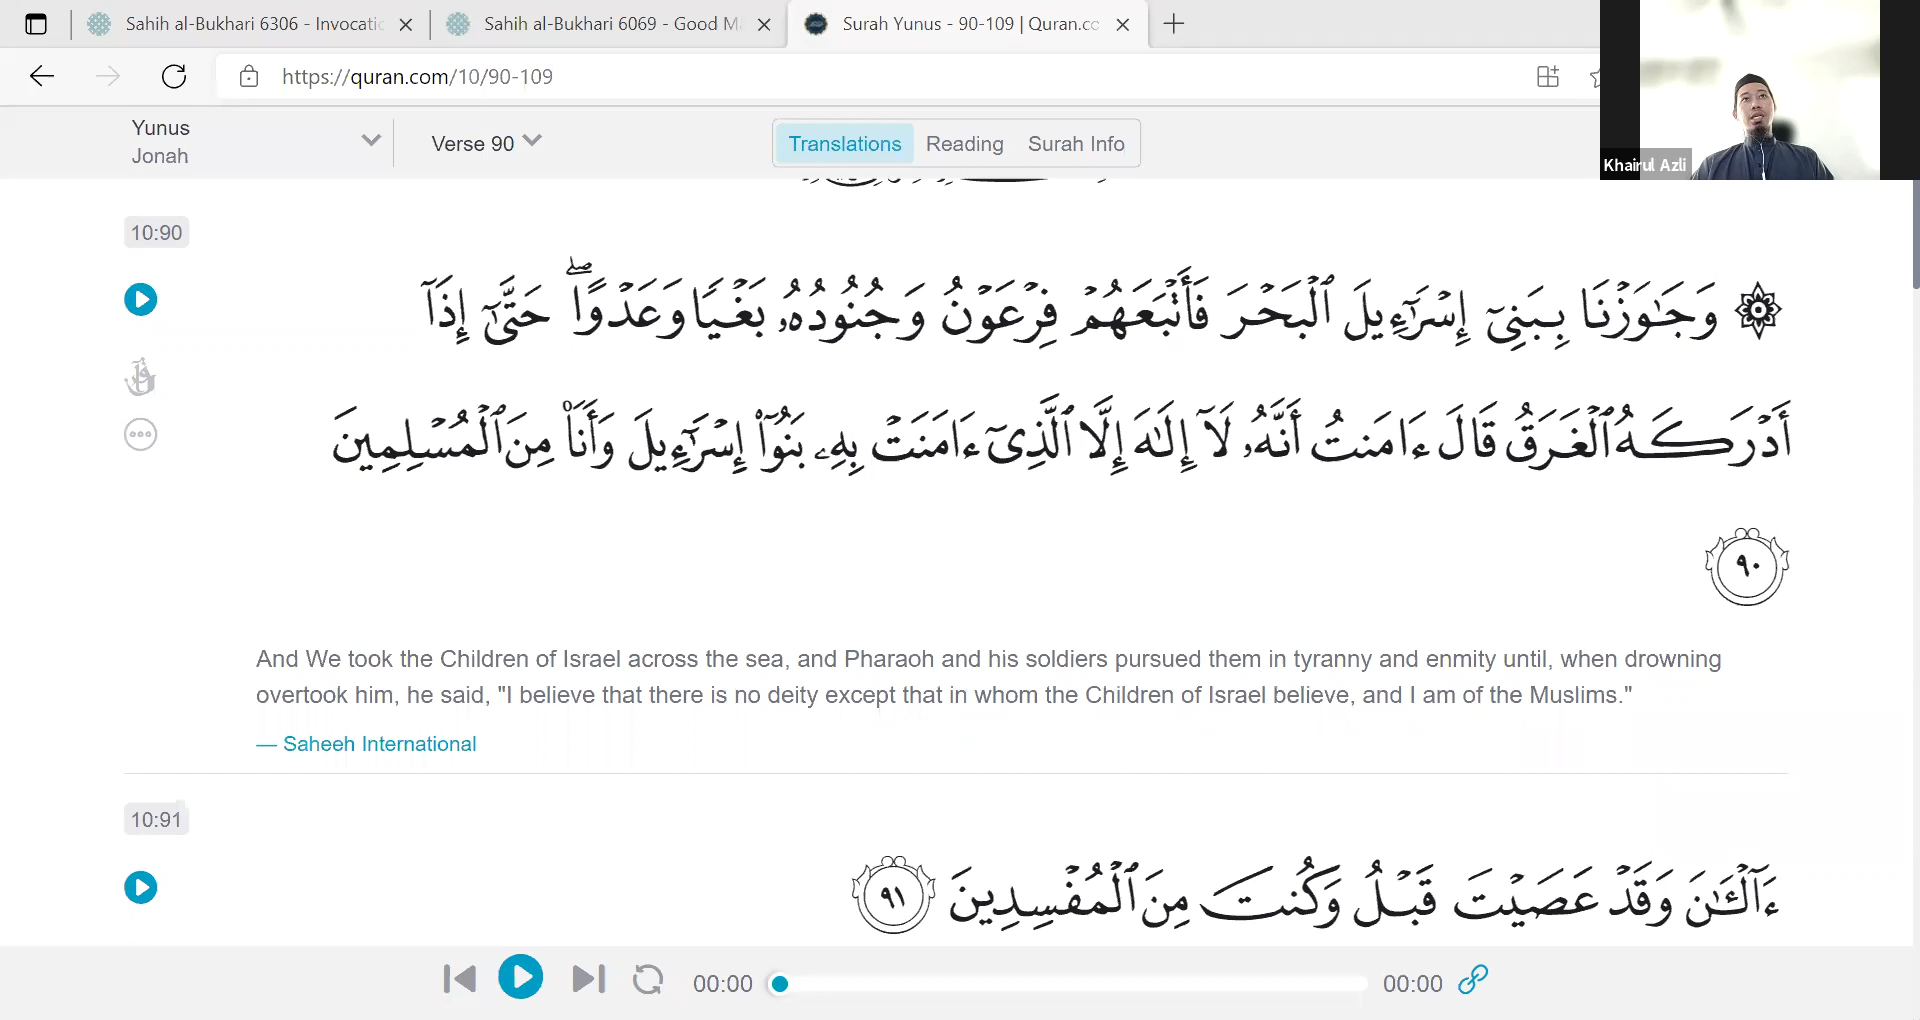 Sahih al-Bukhari 6306 - Invocatic
Sahih al-Bukhari 6069 - Good M
Surah Yunus - 90-109 | Quran.co
https://quran.com/10/90-109
Yunus
Jonah
Verse 90
Translations
Reading
Surah Info
Khairul Azli
10:90
۞ وَجَـٰوَزْنَا بِبَنِىٓ إِسْرَٰٓءِيلَ ٱلْبَحْرَ فَأَتْبَعَهُمْ فِرْعَوْنُ وَجُنُودُهُۥ بَغْيًا وَعَدْوًا ۖ حَتَّىٰٓ إِذَآ
أَدْرَكَهُ ٱلْغَرَقُ قَالَ ءَامَنتُ أَنَّهُۥ لَآ إِلَـٰهَ إِلَّا ٱلَّذِىٓ ءَامَنَتْ بِهِۦ بَنُوٓا۟ إِسْرَٰٓءِيلَ وَأَنَا۠ مِنَ ٱلْمُسْلِمِينَ
٩٠
And We took the Children of Israel across the sea, and Pharaoh and his soldiers pursued them in tyranny and enmity until, when drowning
overtook him, he said, "I believe that there is no deity except that in whom the Children of Israel believe, and I am of the Muslims."
— Saheeh International
10:91
ءَآلْـَٔـٰنَ وَقَدْ عَصَيْتَ قَبْلُ وَكُنتَ مِنَ ٱلْمُفْسِدِينَ ٩١
00:00
00:00